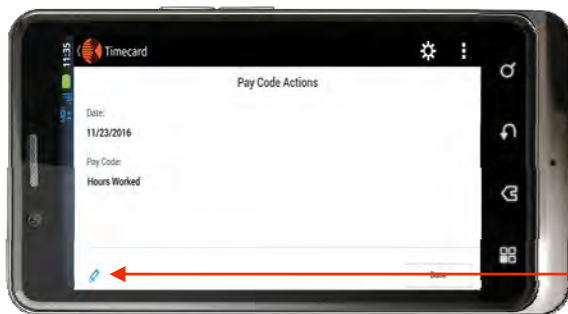 11:35
Timecard
Pay Code Actions
Date:
11/23/2016
Pay Code:
Hours Worked
Done